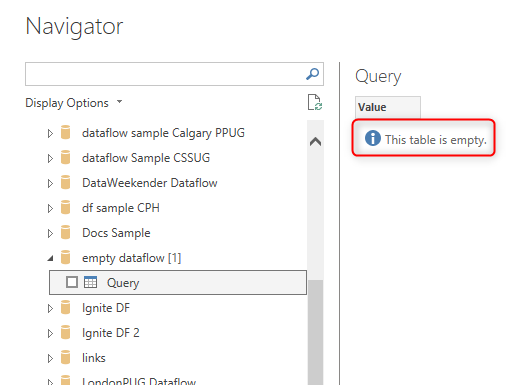 Navigator
Display Options
dataflow sample Calgary PPUG
dataflow Sample CSSUG
DataWeekender Dataflow
df sample CPH
Docs Sample
empty dataflow [1]
Query
Ignite DF
Ignite DF 2
links
LondonPUG Dataflow
Query
Value
This table is empty.